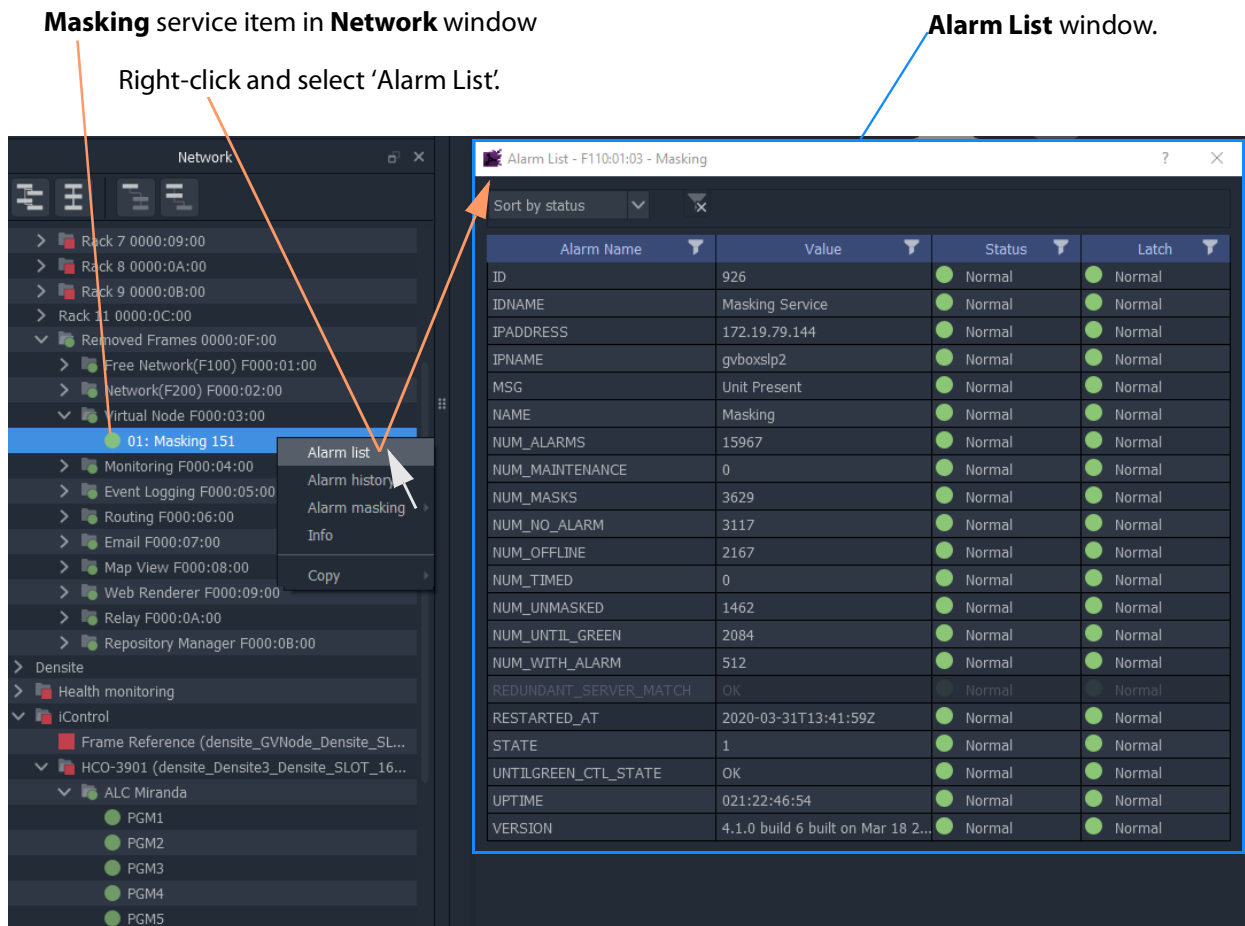 Masking service item in Network window
Alarm List window.
Right-click and select ‘Alarm List’.
Network
Rack 7 0000:09:00
Rack 8 0000:0A:00
Rack 9 0000:0B:00
Rack 11 0000:0C:00
Removed Frames 0000:0F:00
Free Network(F100) F000:01:00
Network(F200) F000:02:00
Virtual Node F000:03:00
01: Masking 151
Monitoring F000:04:00
Event Logging F000:05:00
Routing F000:06:00
Email F000:07:00
Map View F000:08:00
Web Renderer F000:09:00
Relay F000:0A:00
Repository Manager F000:0B:00
Densite
Health monitoring
iControl
Frame Reference (densite_GVNode_Densite_SL...
HCO-3901 (densite_Densite3_Densite_SLOT_16...
ALC Miranda
PGM1
PGM2
PGM3
PGM4
PGM5
Alarm list
Alarm history
Alarm masking
Info
Copy
Alarm List - F110:01:03 - Masking
Sort by status
Alarm Name Value Status Latch
ID 926 Normal Normal
IDNAME Masking Service Normal Normal
IPADDRESS 172.19.79.144 Normal Normal
IPNAME gvboxslp2 Normal Normal
MSG Unit Present Normal Normal
NAME Masking Normal Normal
NUM_ALARMS 15967 Normal Normal
NUM_MAINTENANCE 0 Normal Normal
NUM_MASKS 3629 Normal Normal
NUM_NO_ALARM 3117 Normal Normal
NUM_OFFLINE 2167 Normal Normal
NUM_TIMED 0 Normal Normal
NUM_UNMASKED 1462 Normal Normal
NUM_UNTIL_GREEN 2084 Normal Normal
NUM_WITH_ALARM 512 Normal Normal
REDUNDANT_SERVER_MATCH OK Normal Normal
RESTARTED_AT 2020-03-31T13:41:59Z Normal Normal
STATE 1 Normal Normal
UNTILGREEN_CTL_STATE OK Normal Normal
UPTIME 021:22:46:54 Normal Normal
VERSION 4.1.0 build 6 built on Mar 18 2... Normal Normal